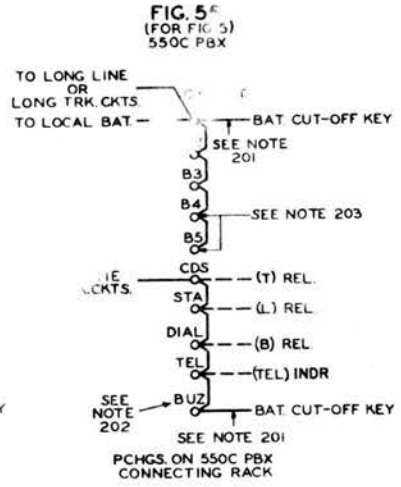 FIG. 5
(FOR FIG 5)
550C PBX
TO LONG LINE
OR
LONG TRK. CKTS.
TO LOCAL BAT.
BAT. CUT-OFF KEY
SEE NOTE
201
B3
B4
SEE NOTE 203
B5
CDS
(T) REL.
CKTS.
STA
(L) REL.
DIAL
(B) REL.
TEL
(TEL) INDR
SEE
NOTE
202
BUZ
BAT. CUT-OFF KEY
SEE NOTE 201
PCHGS. ON 550C PBX
CONNECTING RACK